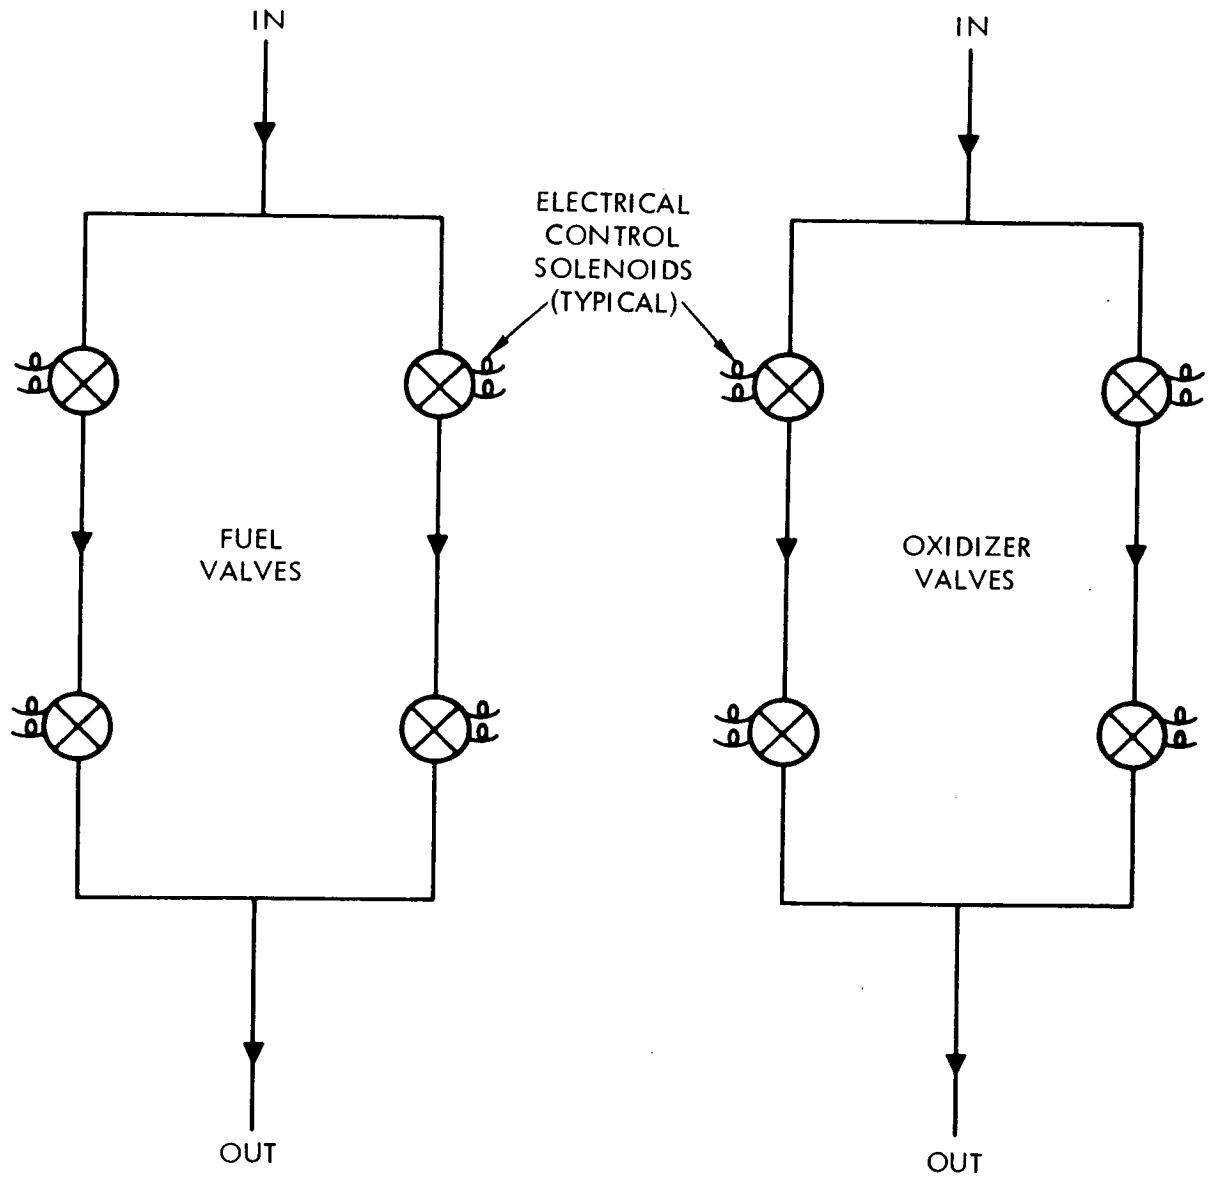 IN
IN
ELECTRICAL
CONTROL
SOLENOIDS
(TYPICAL)
FUEL
VALVES
OXIDIZER
VALVES
OUT
OUT